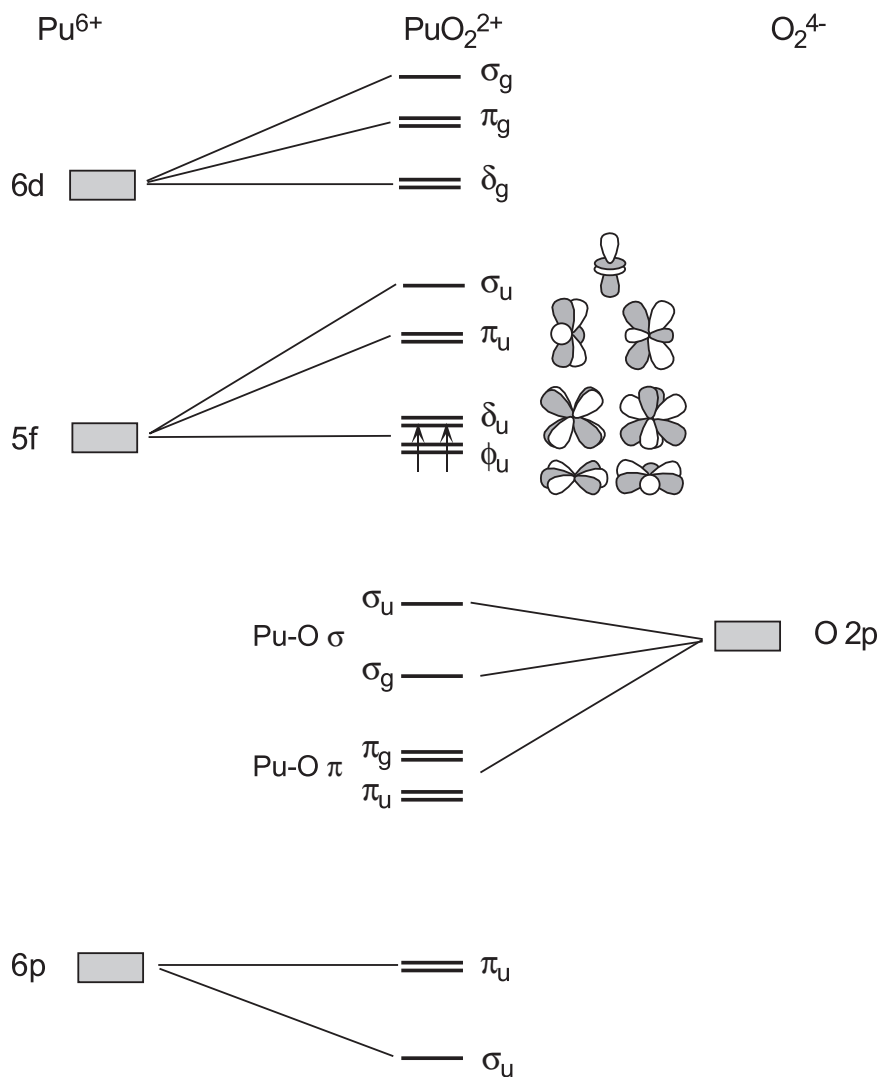 Pu⁶⁺ PuO₂²⁺ O₂⁴⁻
σg
πg
6d δg
σu
πu
δu
5f
ϕu
σu
Pu-O σ O 2p
σg
πg
Pu-O π
πu
6p πu
σu